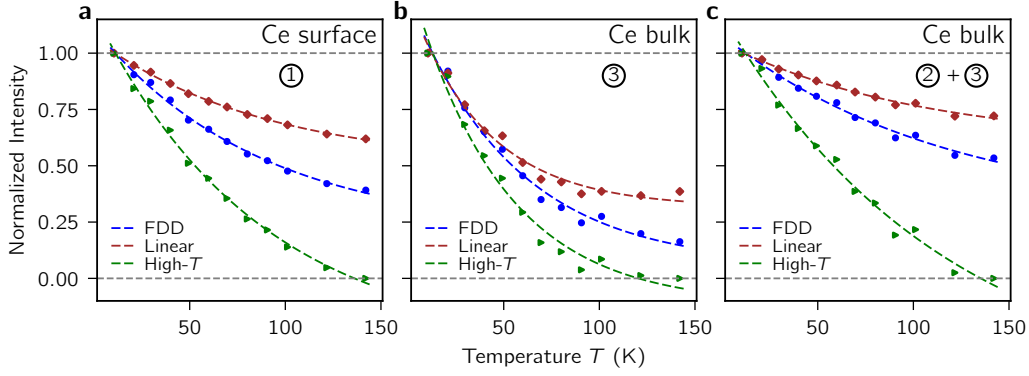 a
Ce surface
①
1.00
0.75
0.50
0.25
0.00
Normalized Intensity
FDD
Linear
High-T
50
100
150
b
Ce bulk
③
FDD
Linear
High-T
50
100
150
Temperature T (K)
c
Ce bulk
② + ③
FDD
Linear
High-T
50
100
150